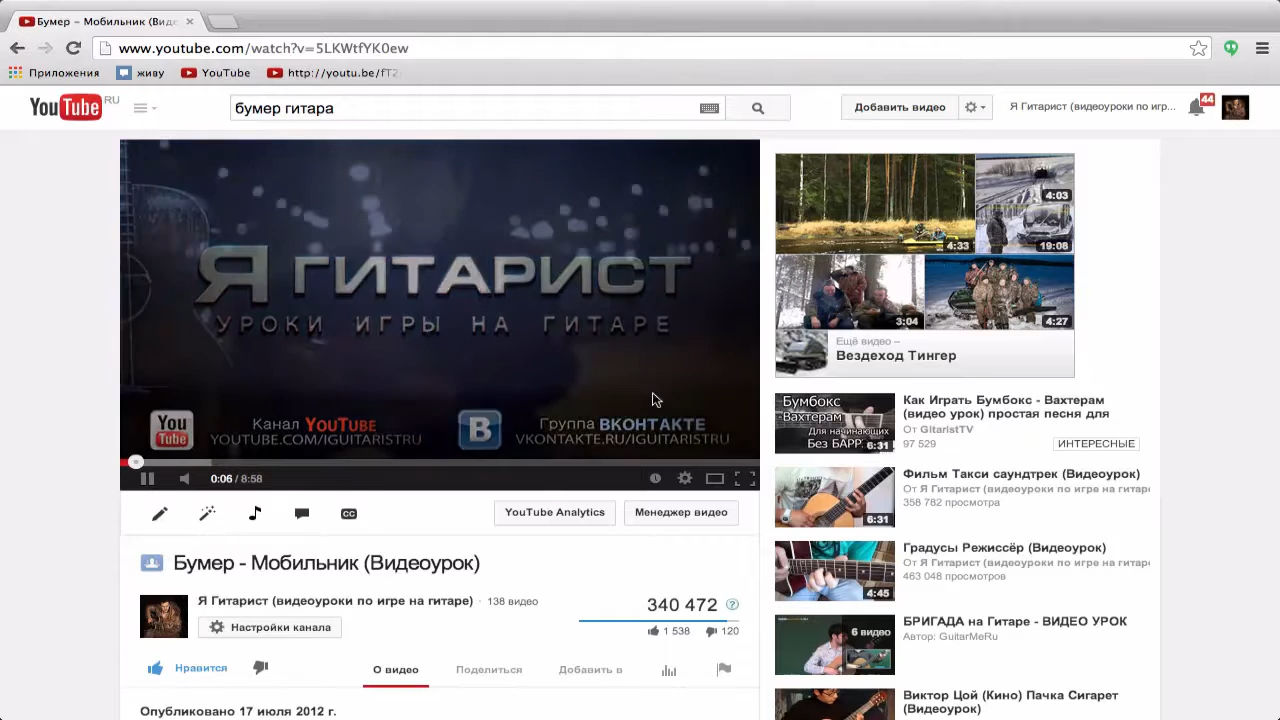 Бумер – Мобильник (Виде
www.youtube.com/watch?v=5LKWtfYK0ew
Приложения
живу
YouTube
http://youtu.be/fT2
YouTube RU
бумер гитара
Добавить видео
Я Гитарист (видеоуроки по игр...
44
Я ГИТАРИСТ
УРОКИ ИГРЫ НА ГИТАРЕ
You Tube
Канал YOUTUBE
YOUTUBE.COM/IGUITARISTRU
В
Группа ВКОНТАКТЕ
VKONTAKTE.RU/IGUITARISTRU
0:06 / 8:58
CC
YouTube Analytics
Менеджер видео
Бумер - Мобильник (Видеоурок)
Я Гитарист (видеоуроки по игре на гитаре) · 138 видео
Настройки канала
340 472
?
1 538
120
Нравится
О видео
Поделиться
Добавить в
Опубликовано 17 июля 2012 г.
4:33
4:03
19:08
3:04
4:27
Ещё видео –
Вездеход Тингер
Бумбокс
-Вахтерам
Для начинающих
Без БАРР
6:31
Как Играть Бумбокс - Вахтерам
(видео урок) простая песня для
От GitaristTV
97 529
ИНТЕРЕСНЫЕ
6:31
Фильм Такси саундтрек (Видеоурок)
От Я Гитарист (видеоуроки по игре на гитаре
358 782 просмотра
4:45
Градусы Режиссёр (Видеоурок)
От Я Гитарист (видеоуроки по игре на гитаре
463 048 просмотров
6 видео
БРИГАДА на Гитаре - ВИДЕО УРОК
Автор: GuitarMeRu
Виктор Цой (Кино) Пачка Сигарет
(Видеоурок)